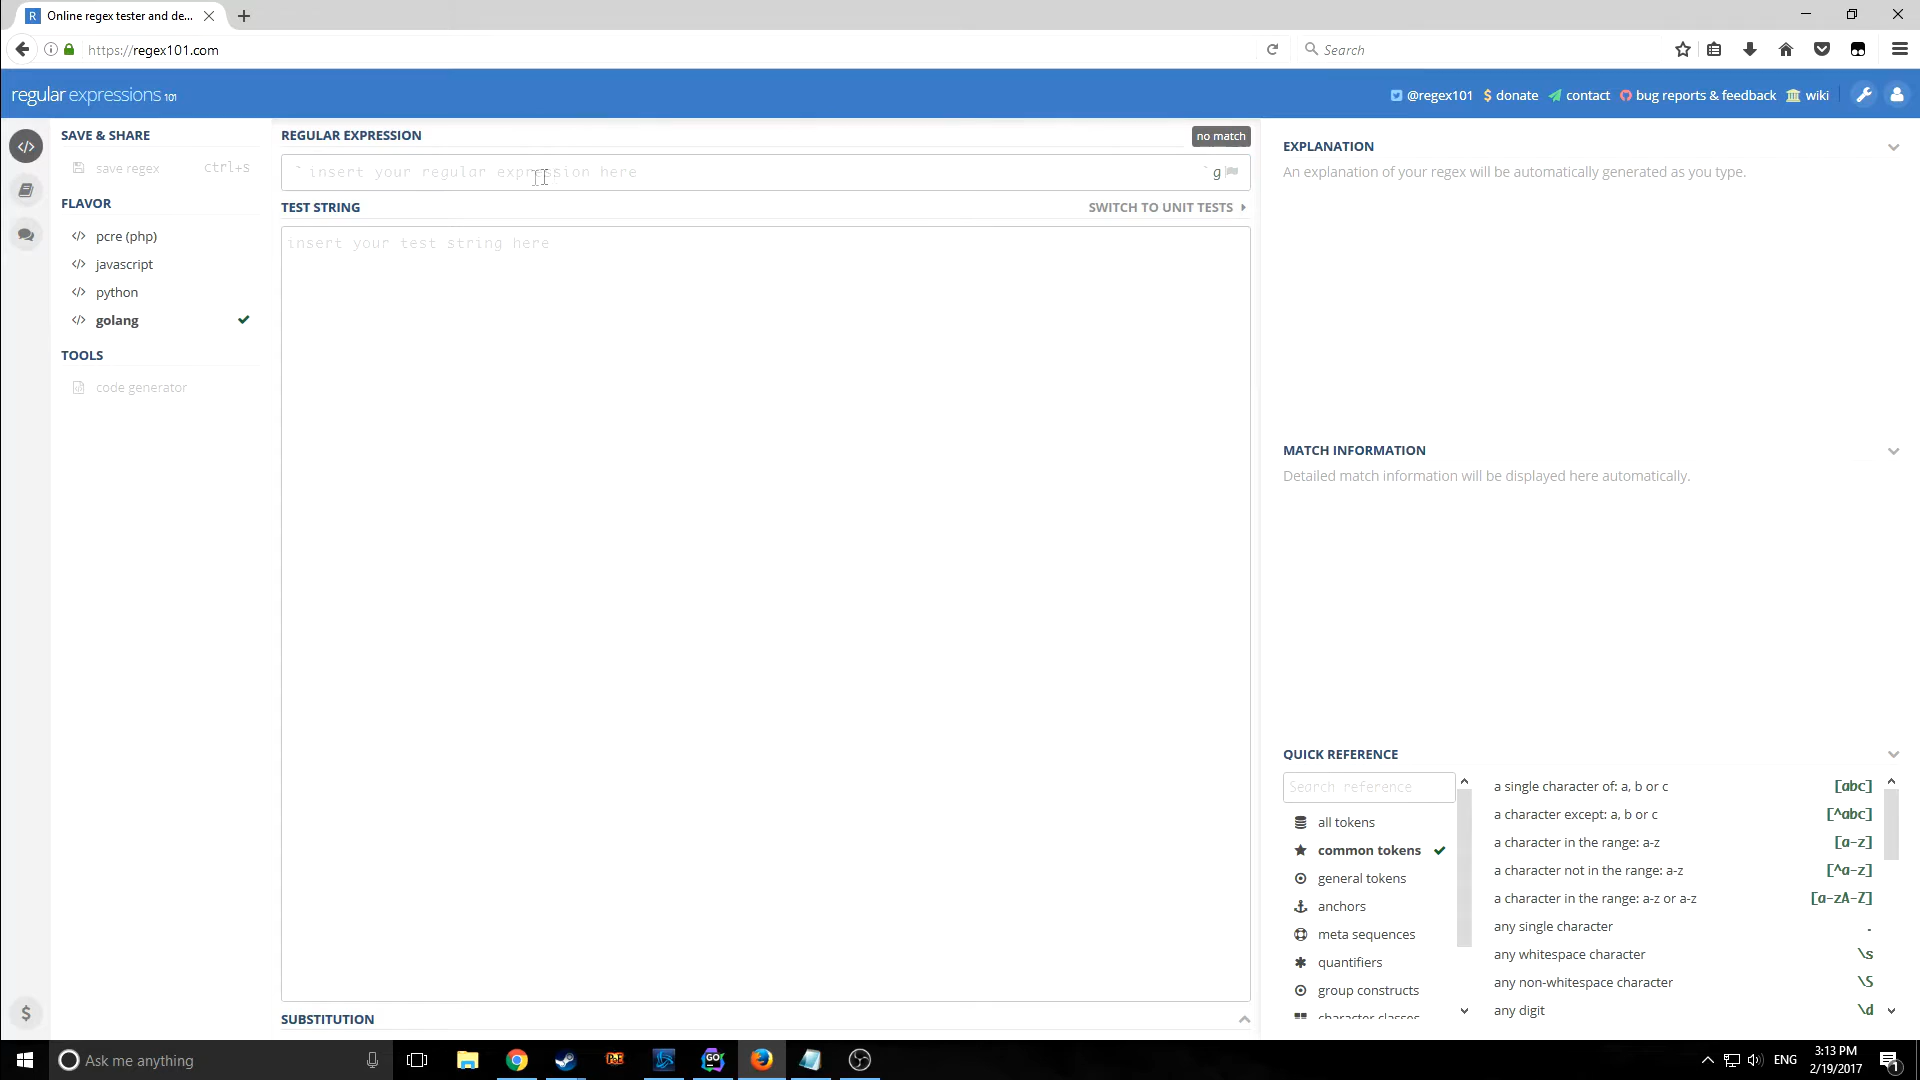 Online regex tester and de...
https://regex101.com
Search
regular expressions 101
@regex101
$ donate
contact
bug reports & feedback
wiki
SAVE & SHARE
save regex ctrl+s
FLAVOR
</> pcre (php)
</> javascript
</> python
</> golang
TOOLS
code generator
REGULAR EXPRESSION
no match
` insert your regular expression here ` g
TEST STRING
SWITCH TO UNIT TESTS
insert your test string here
SUBSTITUTION
EXPLANATION
An explanation of your regex will be automatically generated as you type.
MATCH INFORMATION
Detailed match information will be displayed here automatically.
QUICK REFERENCE
Search reference
all tokens
common tokens
general tokens
anchors
meta sequences
quantifiers
group constructs
character classes
a single character of: a, b or c [abc]
a character except: a, b or c [^abc]
a character in the range: a-z [a-z]
a character not in the range: a-z [^a-z]
a character in the range: a-z or a-z [a-zA-Z]
any single character .
any whitespace character \s
any non-whitespace character \S
any digit \d
Ask me anything
ENG
3:13 PM
2/19/2017